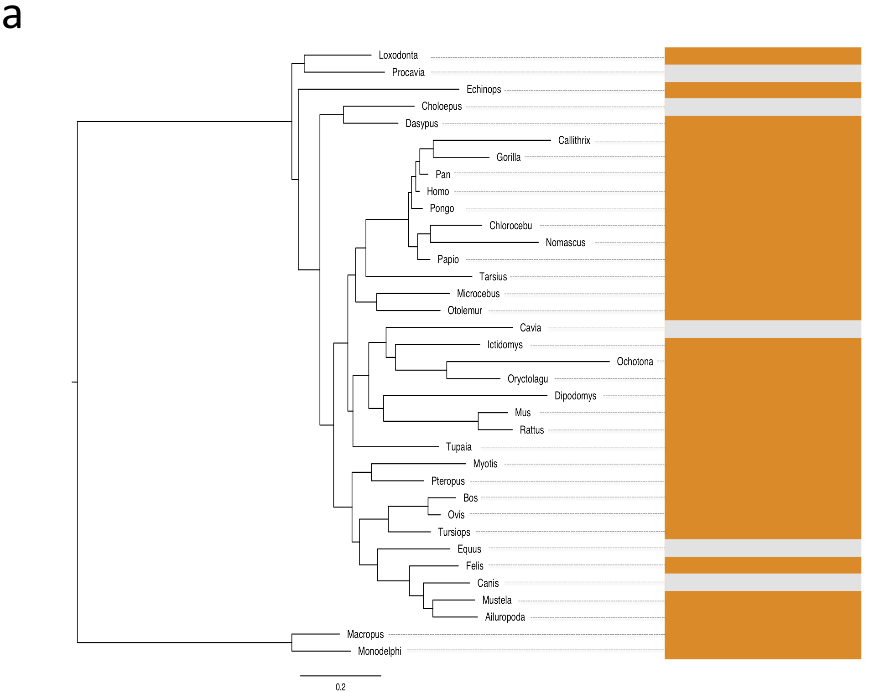 a
Loxodonta
Procavia
Echinops
Choloepus
Dasypus
Callithrix
Gorilla
Pan
Homo
Pongo
Chlorocebu
Nomascus
Papio
Tarsius
Microcebus
Otolemur
Cavia
Ictidomys
Ochotona
Oryctolagu
Dipodomys
Mus
Rattus
Tupaia
Myotis
Pteropus
Bos
Ovis
Tursiops
Equus
Felis
Canis
Mustela
Ailuropoda
Macropus
Monodelphi
0.2